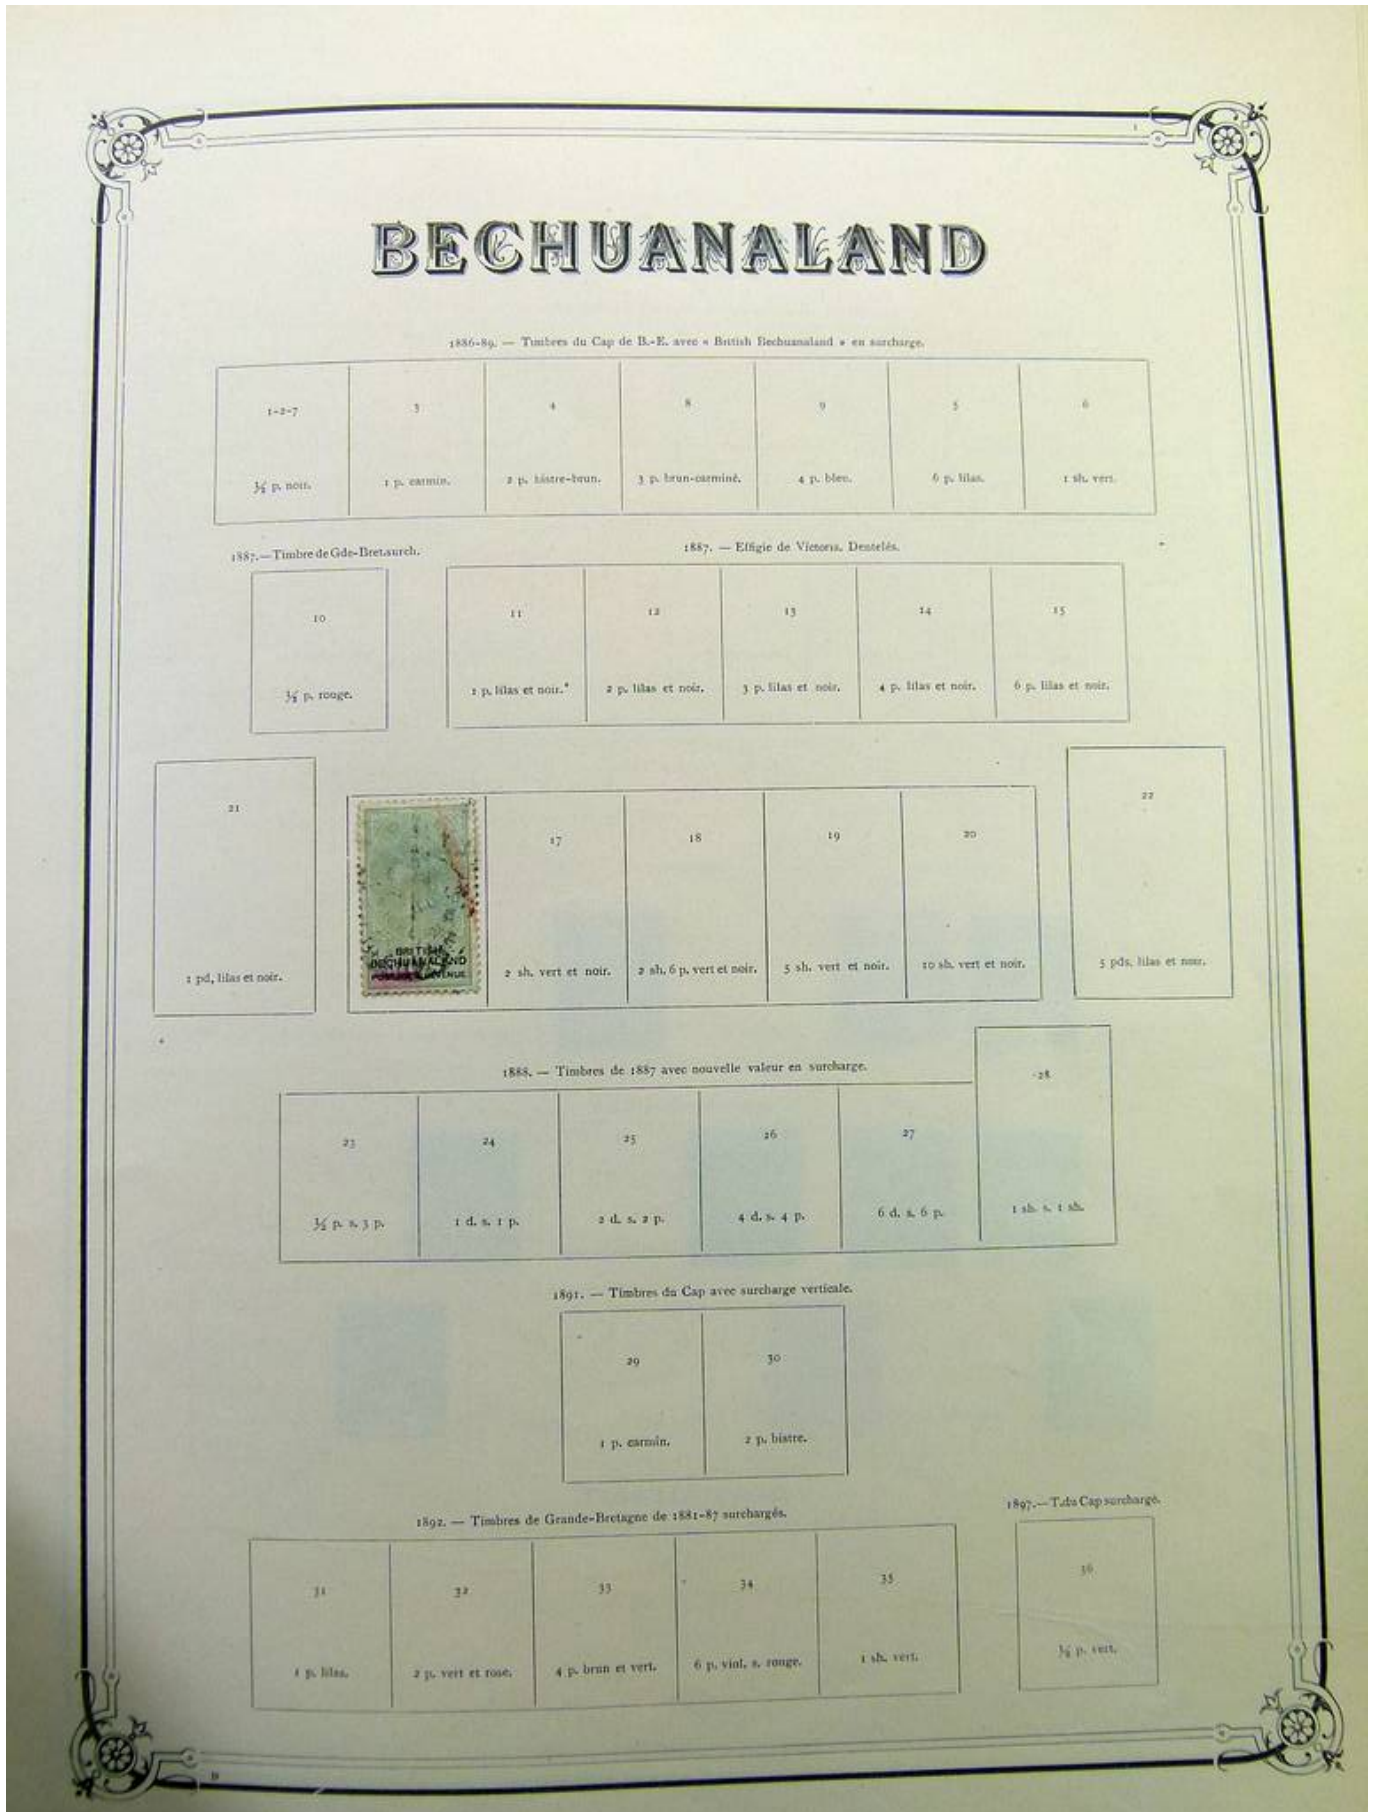 BECHUANALAND
1886-89. — Timbres du Cap de B.-E. avec « British Bechuanaland » en surcharge.
1-2-7 3 4 8 9 5 6
½ p. noir. 1 p. carmin. 2 p. bistre-brun. 3 p. brun-carminé. 4 p. bleu. 6 p. lilas. 1 sh. vert.
1887.—Timbre de Gde-Bret.surch. 1887. — Effigie de Victoria. Dentelés.
10 11 12 13 14 15
½ p. rouge. 1 p. lilas et noir.* 2 p. lilas et noir. 3 p. lilas et noir. 4 p. lilas et noir. 6 p. lilas et noir.
21 17 18 19 20 22
BRITISH
BECHUANALAND
POSTAGE & REVENUE
1 pd, lilas et noir. 2 sh. vert et noir. 2 sh. 6 p. vert et noir. 5 sh. vert et noir. 10 sh. vert et noir. 5 pds. lilas et noir.
1888. — Timbres de 1887 avec nouvelle valeur en surcharge.
23 24 25 26 27 28
½ p. s. 3 p. 1 d. s. 1 p. 2 d. s. 2 p. 4 d. s. 4 p. 6 d. s. 6 p. 1 sh. s. 1 sh.
1891. — Timbres du Cap avec surcharge verticale.
29 30
1 p. carmin. 2 p. bistre.
1892. — Timbres de Grande-Bretagne de 1881-87 surchargés. 1897.— T.du Cap surchargé.
31 32 33 34 35 36
1 p. lilas. 2 p. vert et rose. 4 p. brun et vert. 6 p. viol. s. rouge. 1 sh. vert. ½ p. vert.